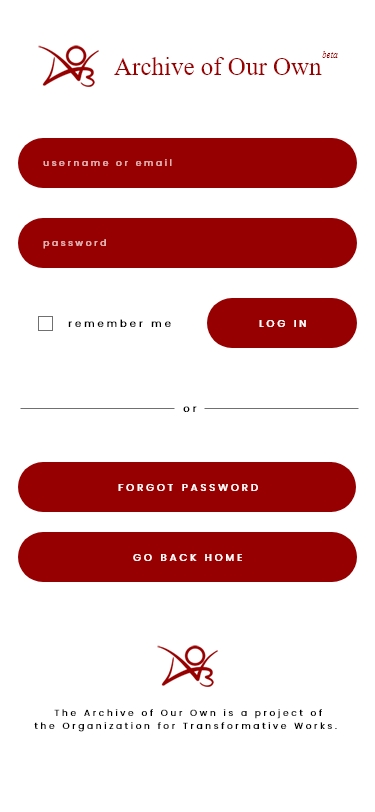 Archive of Our Own beta
username or email
password
remember me
LOG IN
or
FORGOT PASSWORD
GO BACK HOME
The Archive of Our Own is a project of
the Organization for Transformative Works.